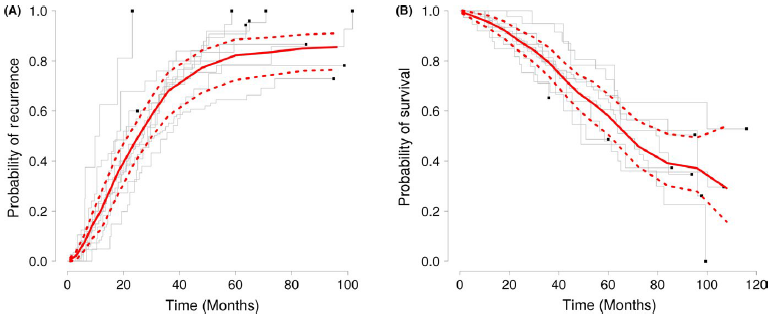 (A)
Probability of recurrence
1.0
0.8
0.6
0.4
0.2
0.0
0 20 40 60 80 100
Time (Months)
(B)
Probability of survival
1.0
0.8
0.6
0.4
0.2
0.0
0 20 40 60 80 100 120
Time (Months)